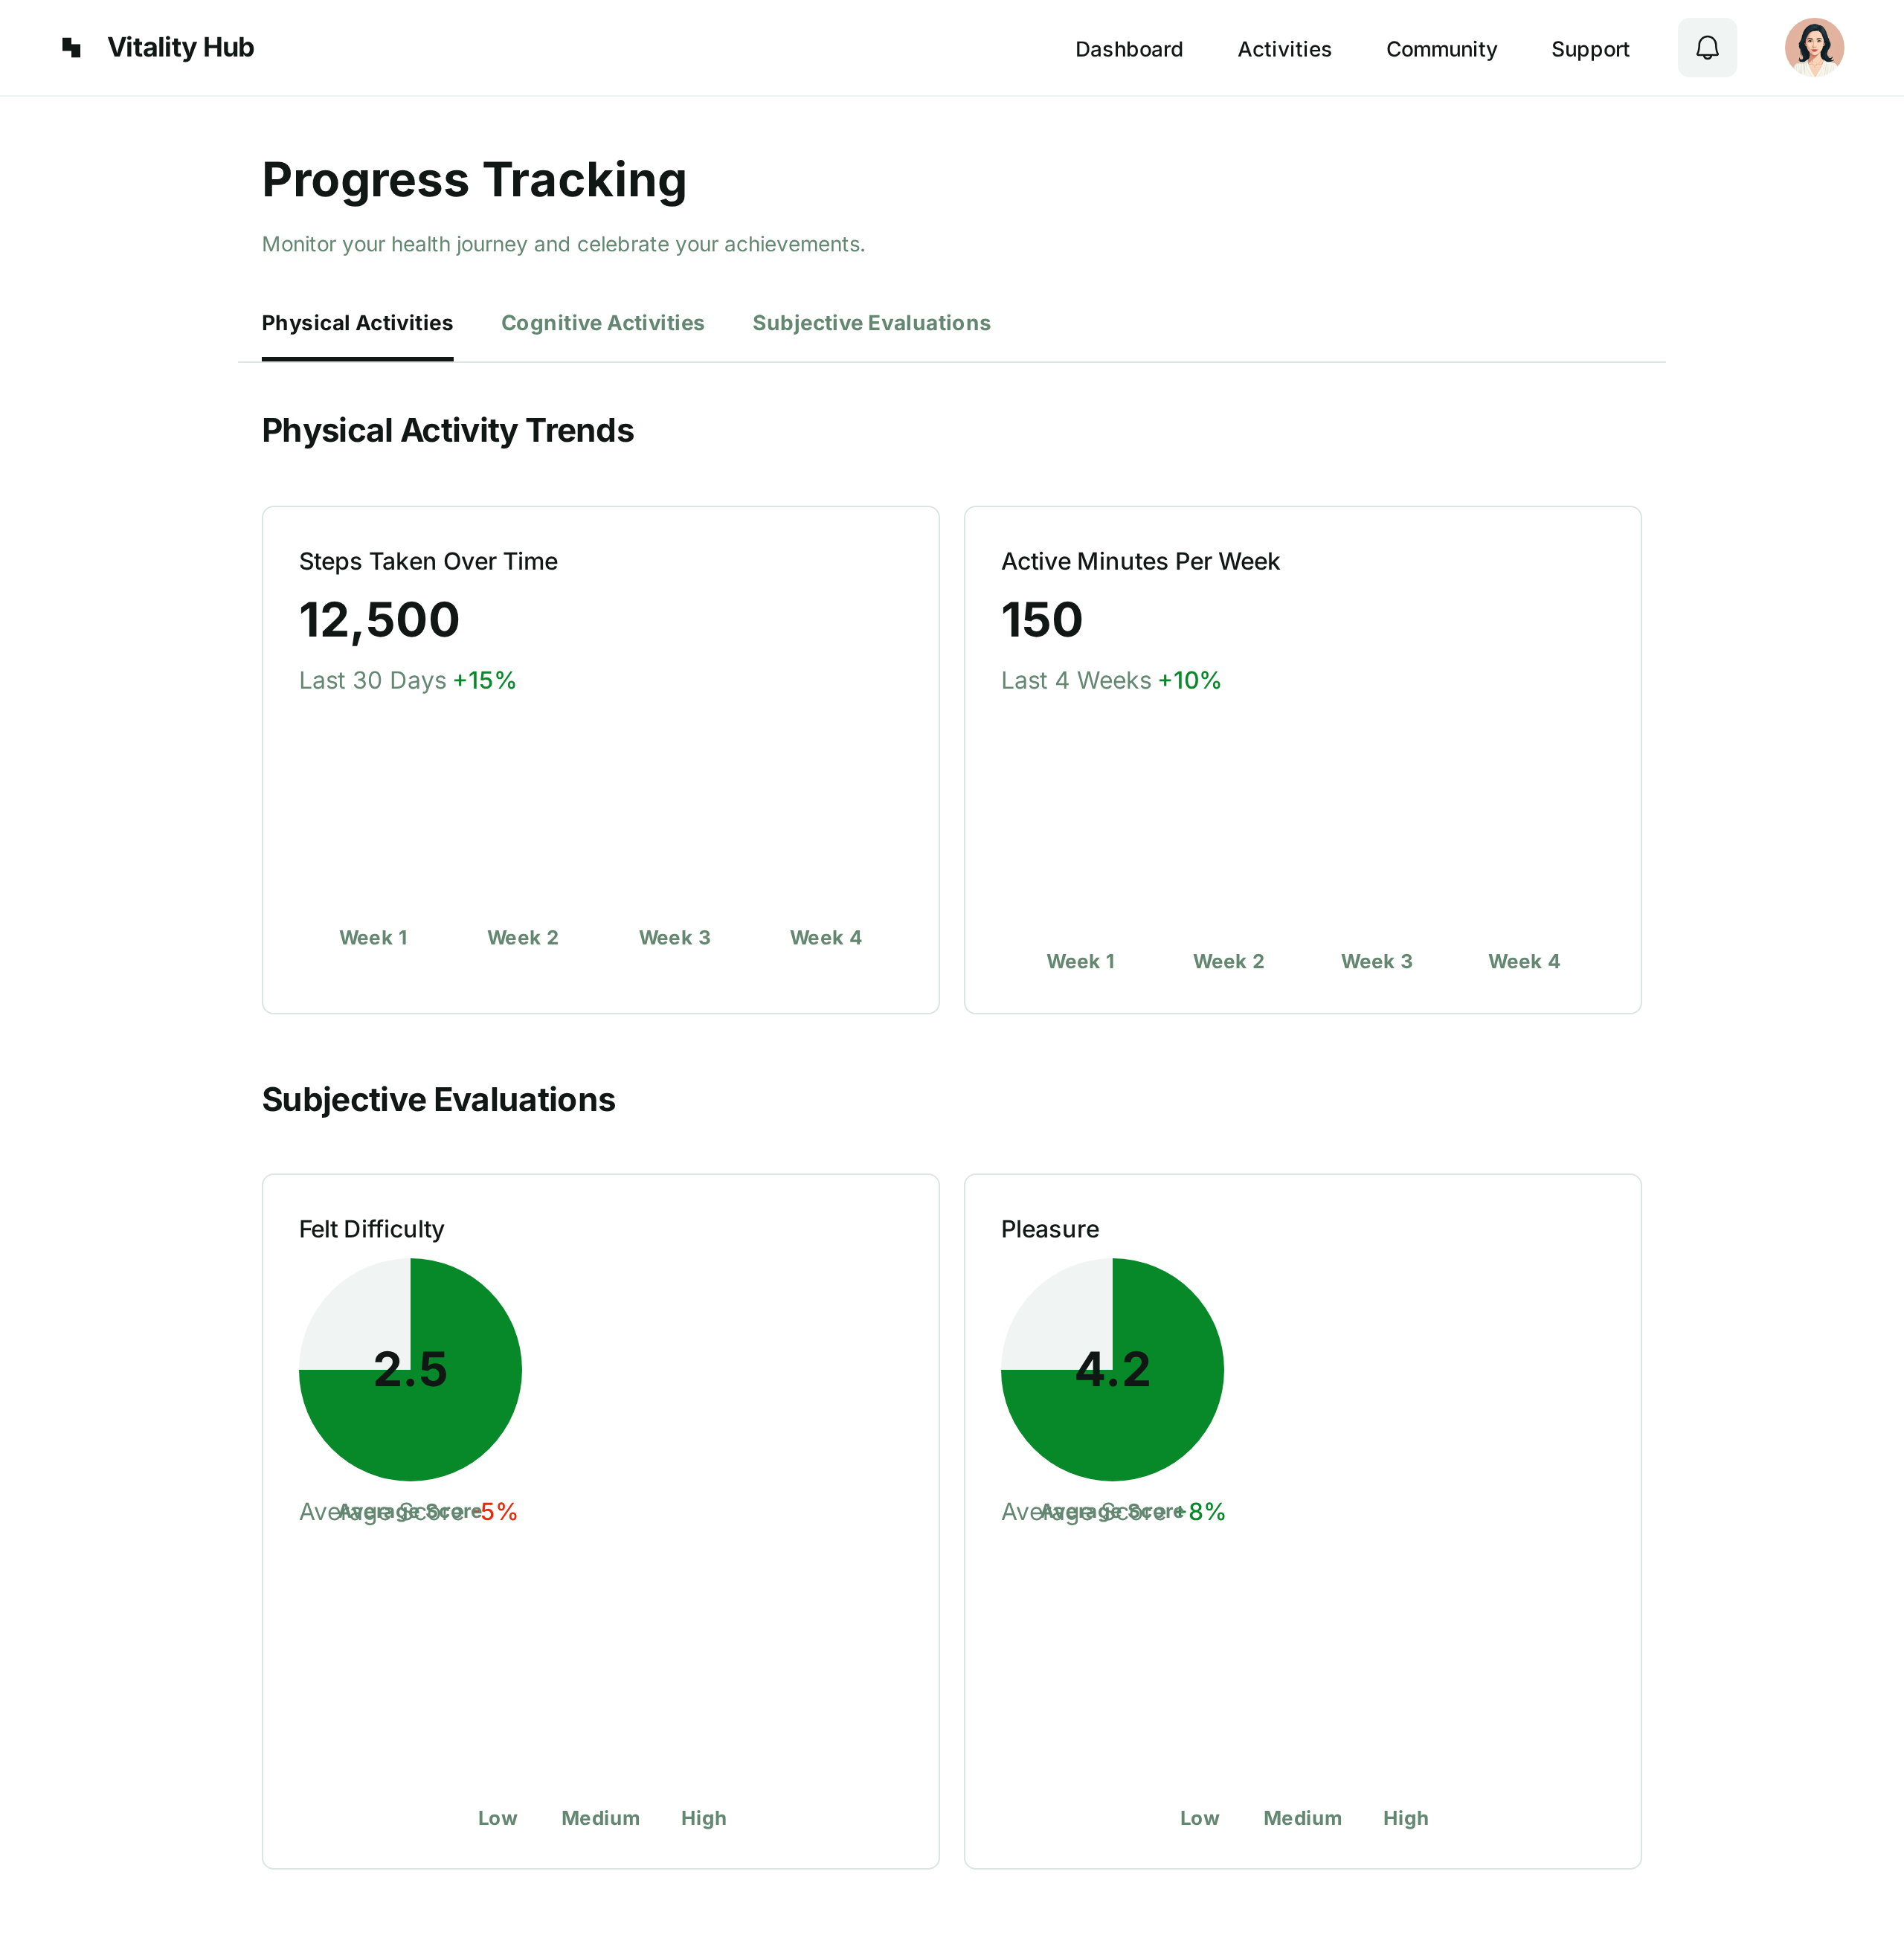 Vitality Hub
Dashboard
Activities
Community
Support
Progress Tracking
Monitor your health journey and celebrate your achievements.
Physical Activities
Cognitive Activities
Subjective Evaluations
Physical Activity Trends
Steps Taken Over Time
12,500
Last 30 Days +15%
Week 1
Week 2
Week 3
Week 4
Active Minutes Per Week
150
Last 4 Weeks +10%
Week 1
Week 2
Week 3
Week 4
Subjective Evaluations
Felt Difficulty
2.5
Average Score
Average Score -5%
Low
Medium
High
Pleasure
4.2
Average Score
Average Score +8%
Low
Medium
High